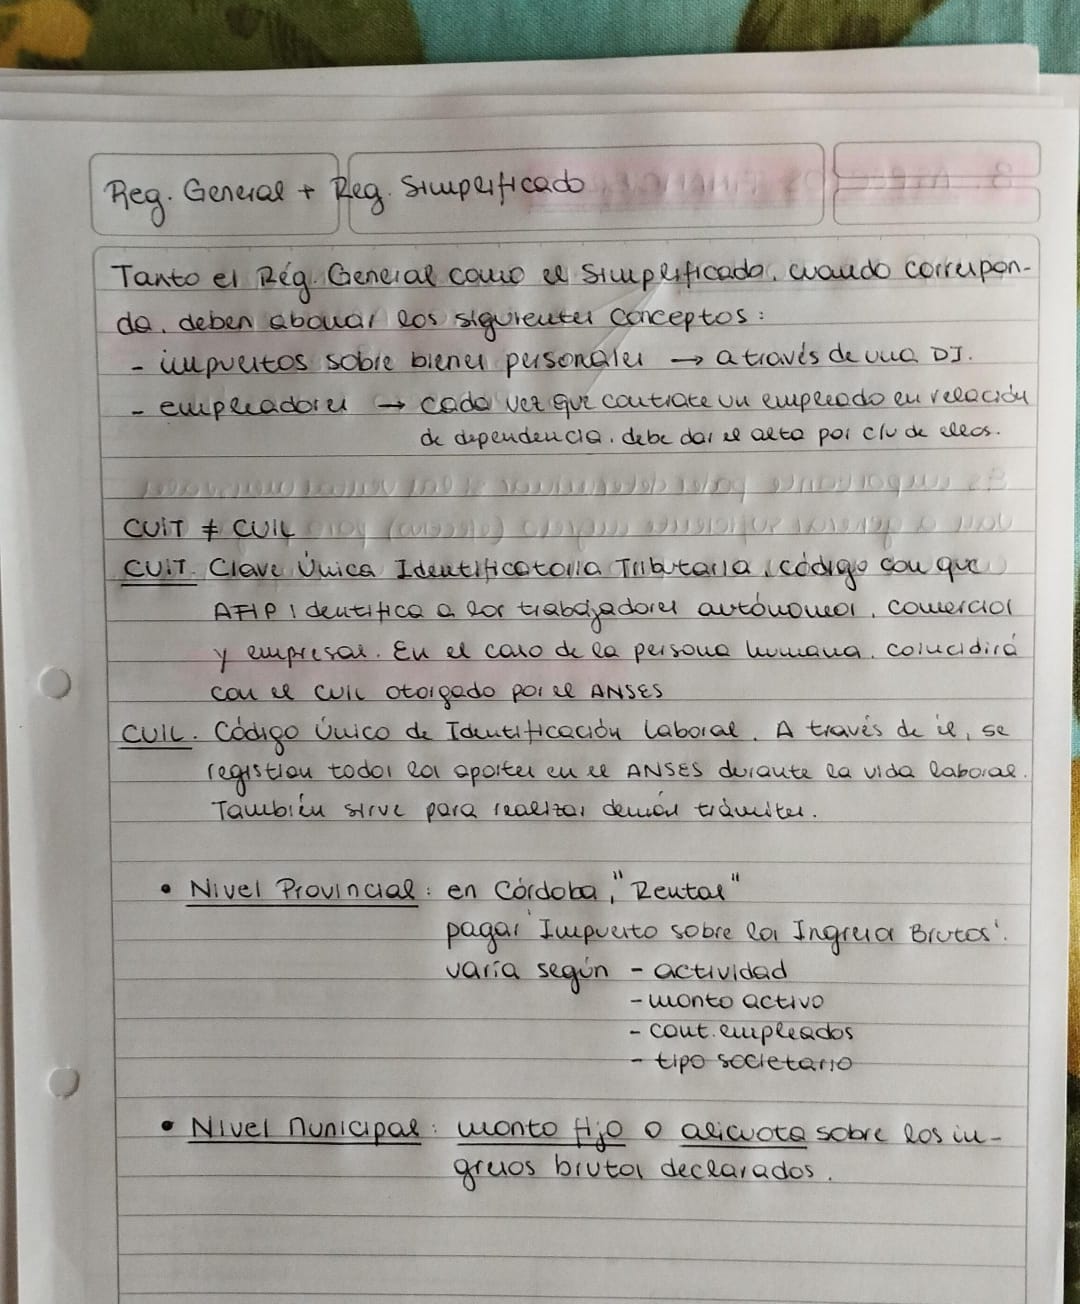 Reg. General + Reg. Simplificado
Tanto el Rég. General como el Simplificado, cuando correspon-
da, deben abonar los siguientes conceptos:
- impuestos sobre bienes personales → a través de una DJ.
- empleadores → cada vez que contrate un empleado en relación
de dependencia, debe dar el alta por c/u de ellos.
CUIT ≠ CUIL
CUIT. Clave Única Identificatoria Tributaria, código con que
AFIP identifica a los trabajadores autónomos, comercios
y empresas. En el caso de la persona humana, coincidirá
con el CUIL otorgado por el ANSES
CUIL. Código Único de Identificación Laboral. A través de él, se
registran todos los aportes en el ANSES durante la vida laboral.
También sirve para realizar demás trámites.
• Nivel Provincial: en Córdoba, "Rentas"
pagar 'Impuesto sobre los Ingresos Brutos'.
varía según - actividad
- monto activo
- cant. empleados
- tipo societario
• Nivel Municipal: monto fijo o alícuota sobre los in-
gresos brutos declarados.